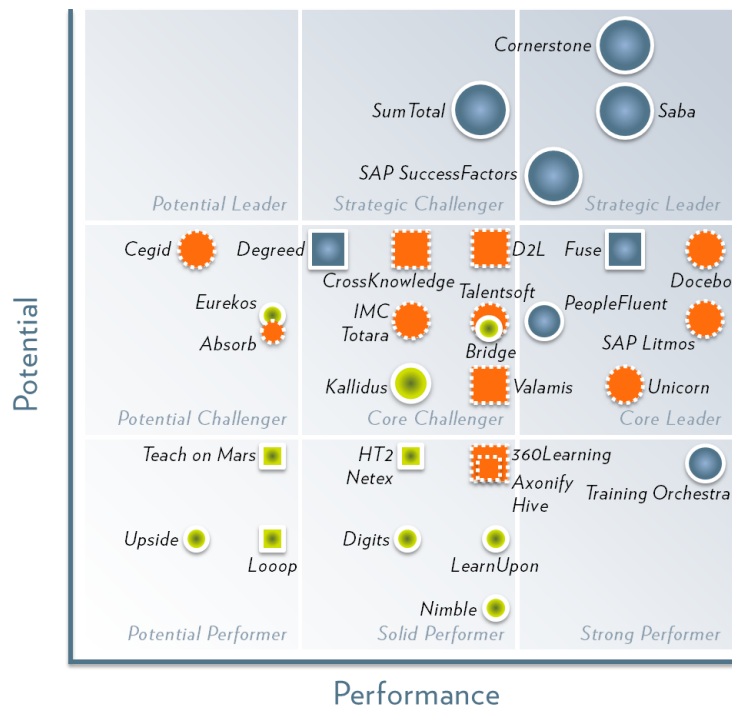 Cornerstone
SumTotal
Saba
SAP SuccessFactors
Potential Leader
Strategic Challenger
Strategic Leader
Cegid
Degreed
D2L
Fuse
CrossKnowledge
Docebo
Talentsoft
Eurekos
IMC
PeopleFluent
Totara
Absorb
SAP Litmos
Bridge
Kallidus
Valamis
Unicorn
Potential Challenger
Core Challenger
Core Leader
Teach on Mars
HT2
360Learning
Netex
Axonify
Training Orchestra
Hive
Upside
Digits
Looop
LearnUpon
Nimble
Potential Performer
Solid Performer
Strong Performer
Potential
Performance